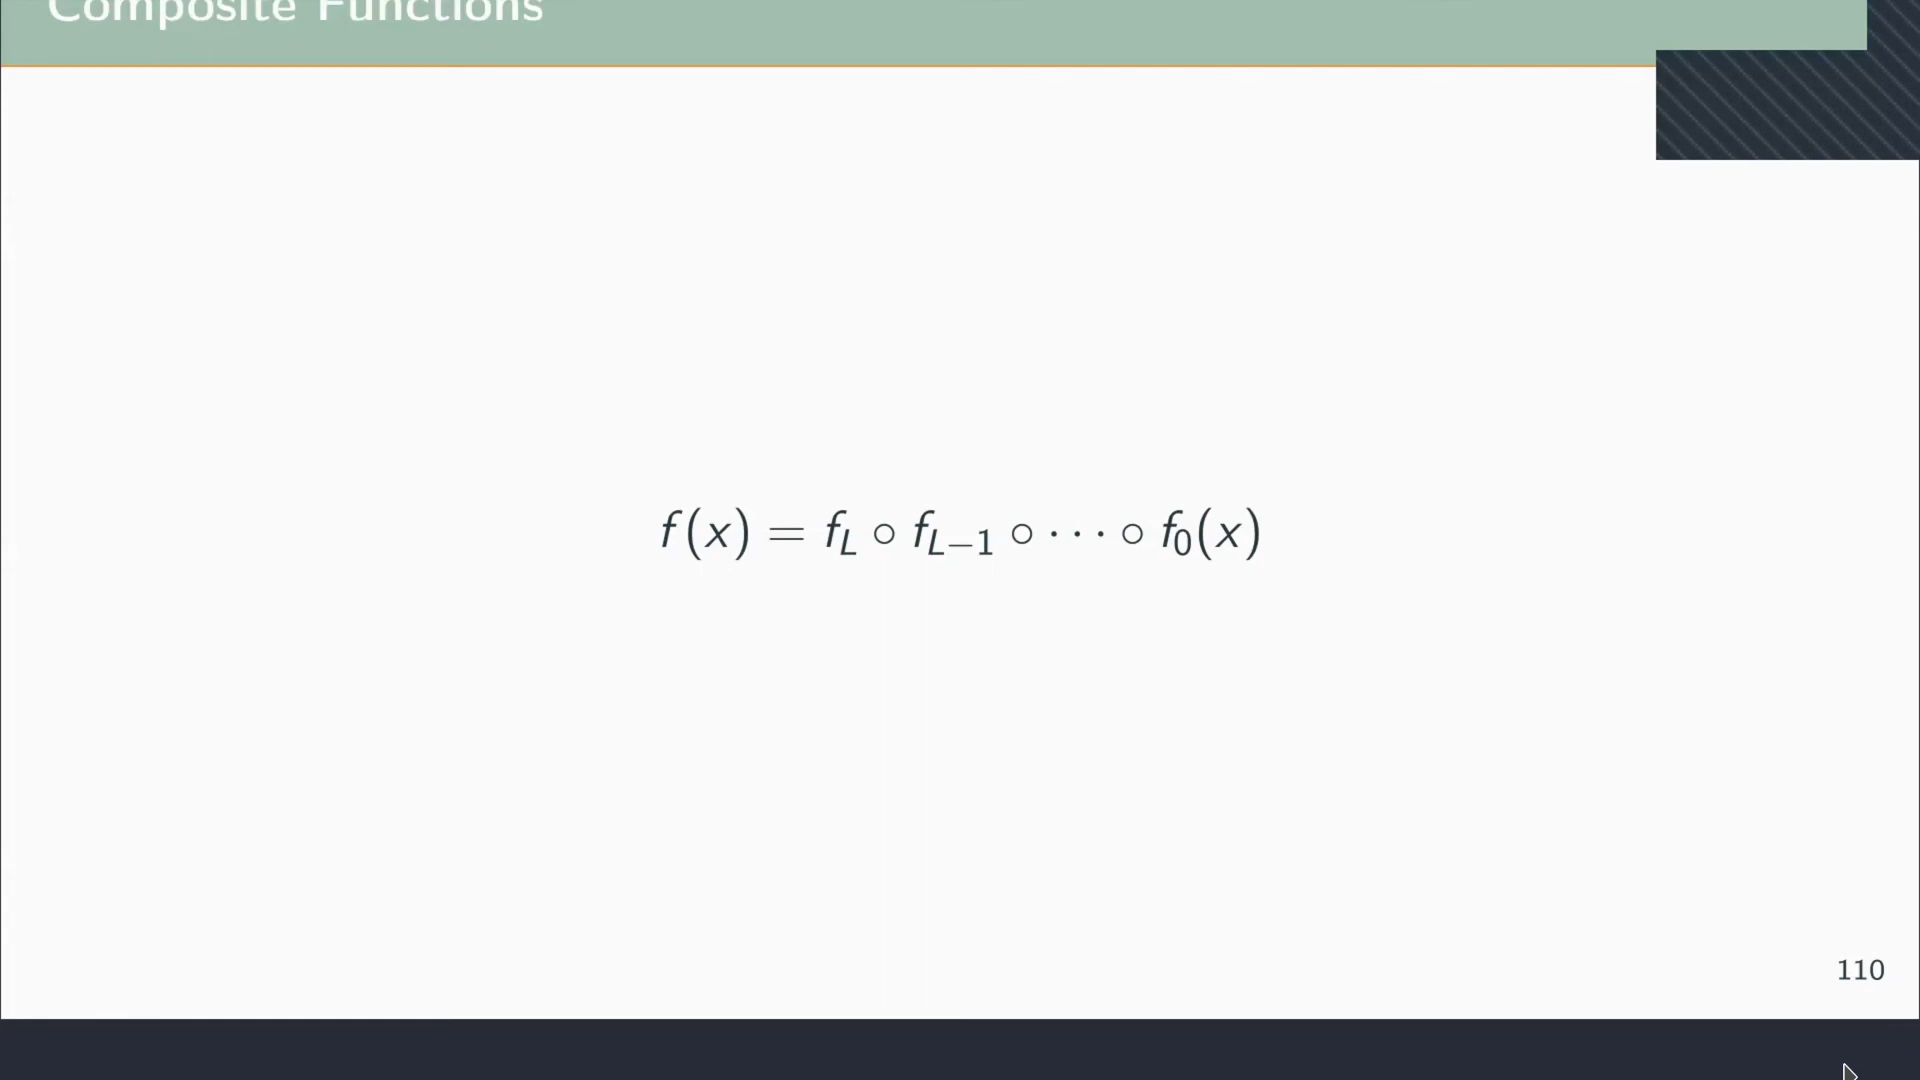 Composite Functions
f(x) = f_L ∘ f_{L−1} ∘ ⋯ ∘ f_0(x)
110